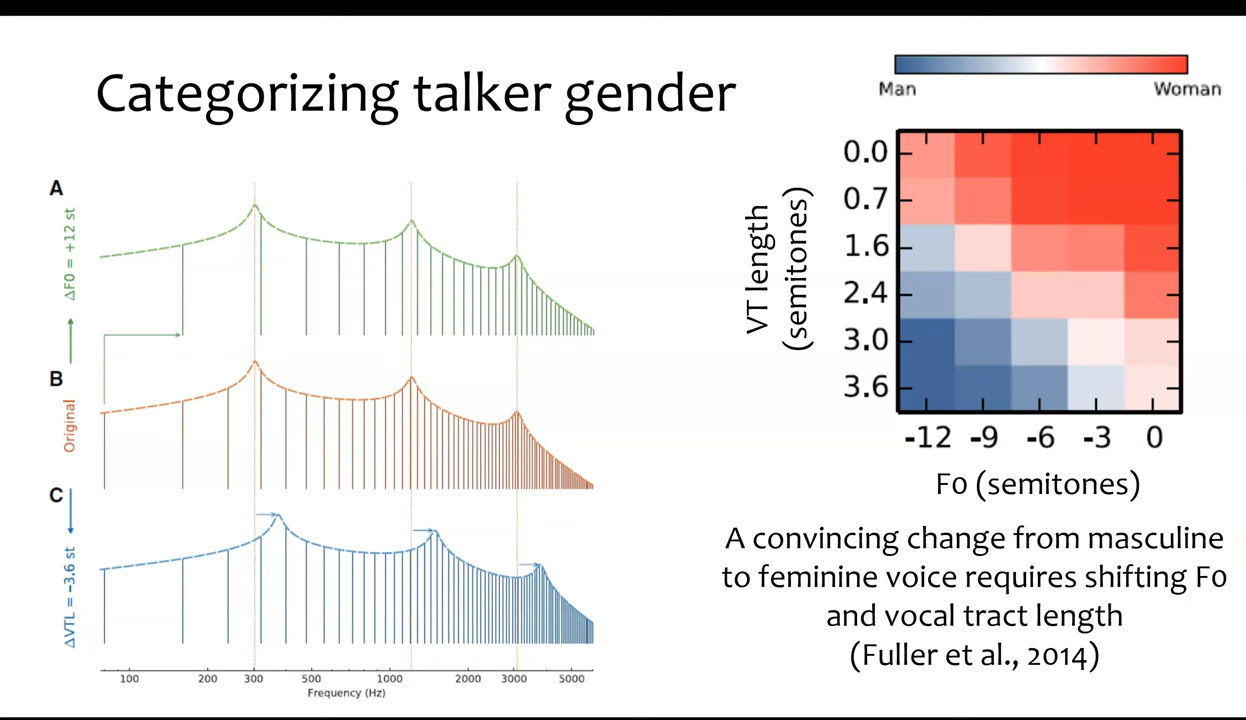 Categorizing talker gender
A
ΔF0 = +12 st
B
Original
C
ΔVTL = -3.6 st
100 200 300 500 1000 2000 3000 5000
Frequency (Hz)
Man Woman
VT length
(semitones)
0.0
0.7
1.6
2.4
3.0
3.6
-12 -9 -6 -3 0
F0 (semitones)
A convincing change from masculine
to feminine voice requires shifting F0
and vocal tract length
(Fuller et al., 2014)